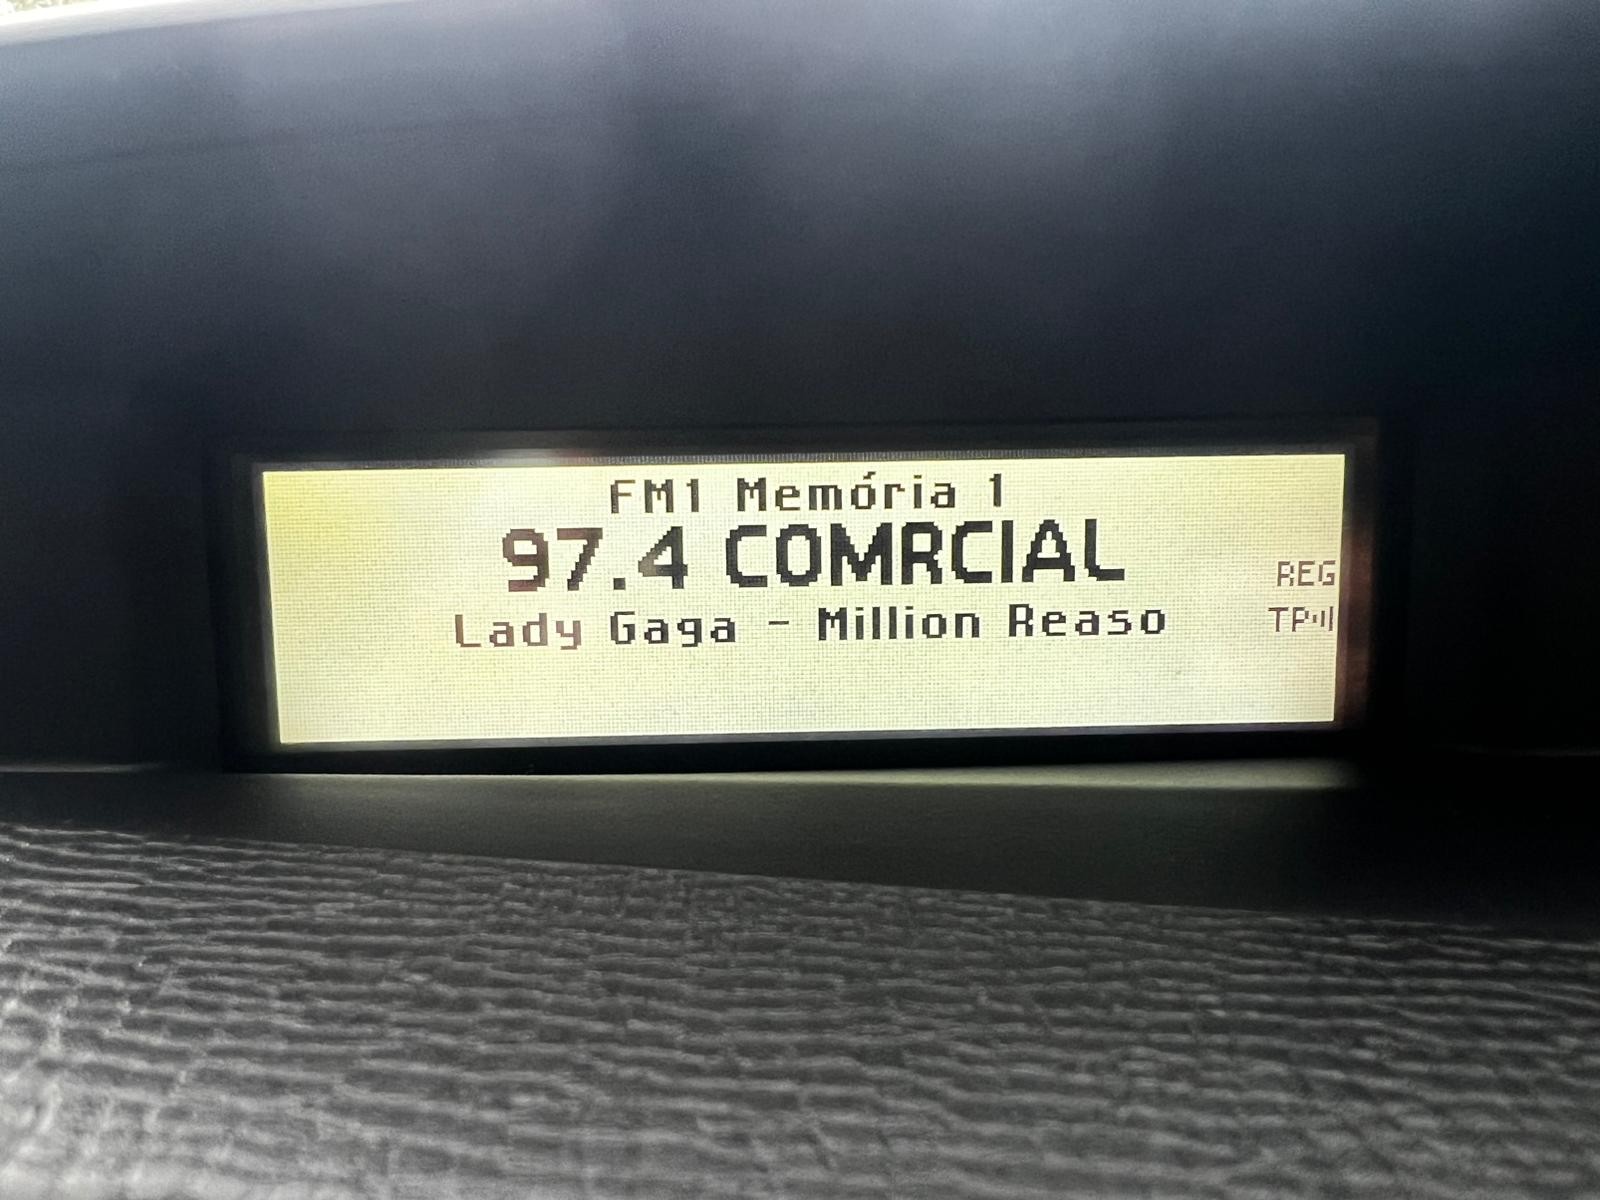 FM1 Memória 1
97.4 COMRCIAL
Lady Gaga - Million Reaso
REG
TP